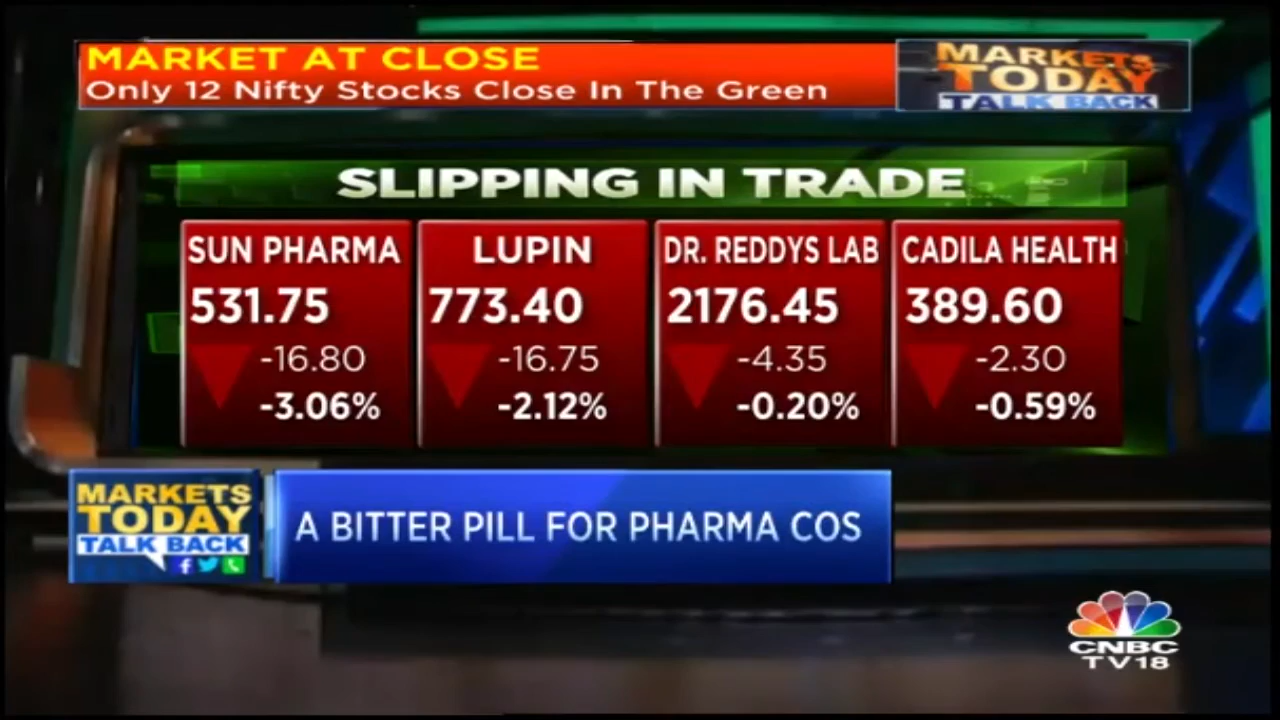 MARKET AT CLOSE
Only 12 Nifty Stocks Close In The Green
MARKETS
TODAY
TALK BACK
SLIPPING IN TRADE
SUN PHARMA
531.75
-16.80
-3.06%
LUPIN
773.40
-16.75
-2.12%
DR. REDDYS LAB
2176.45
-4.35
-0.20%
CADILA HEALTH
389.60
-2.30
-0.59%
MARKETS
TODAY
TALK BACK
A BITTER PILL FOR PHARMA COS
CNBC
TV18